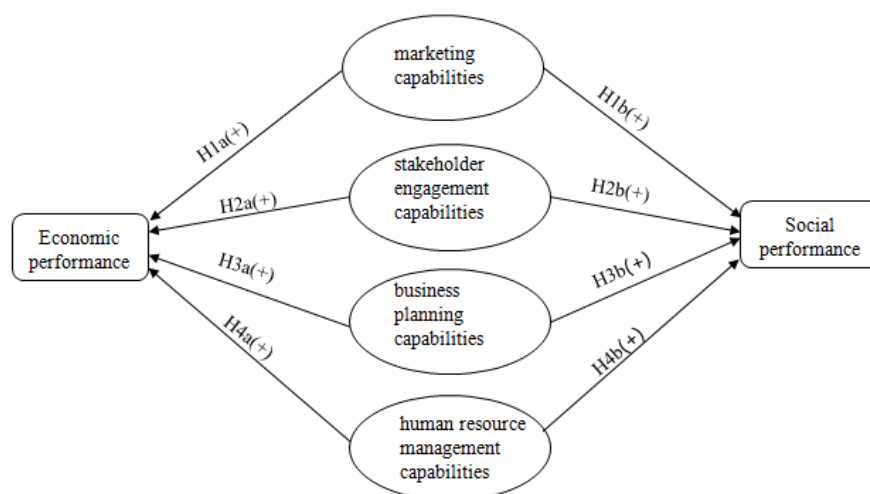 marketing
capabilities
H1a(+)
H1b(+)
stakeholder
engagement
capabilities
H2a(+)
H2b(+)
Economic
performance
Social
performance
H3a(+)
H3b(+)
business
planning
capabilities
H4a(+)
H4b(+)
human resource
management
capabilities